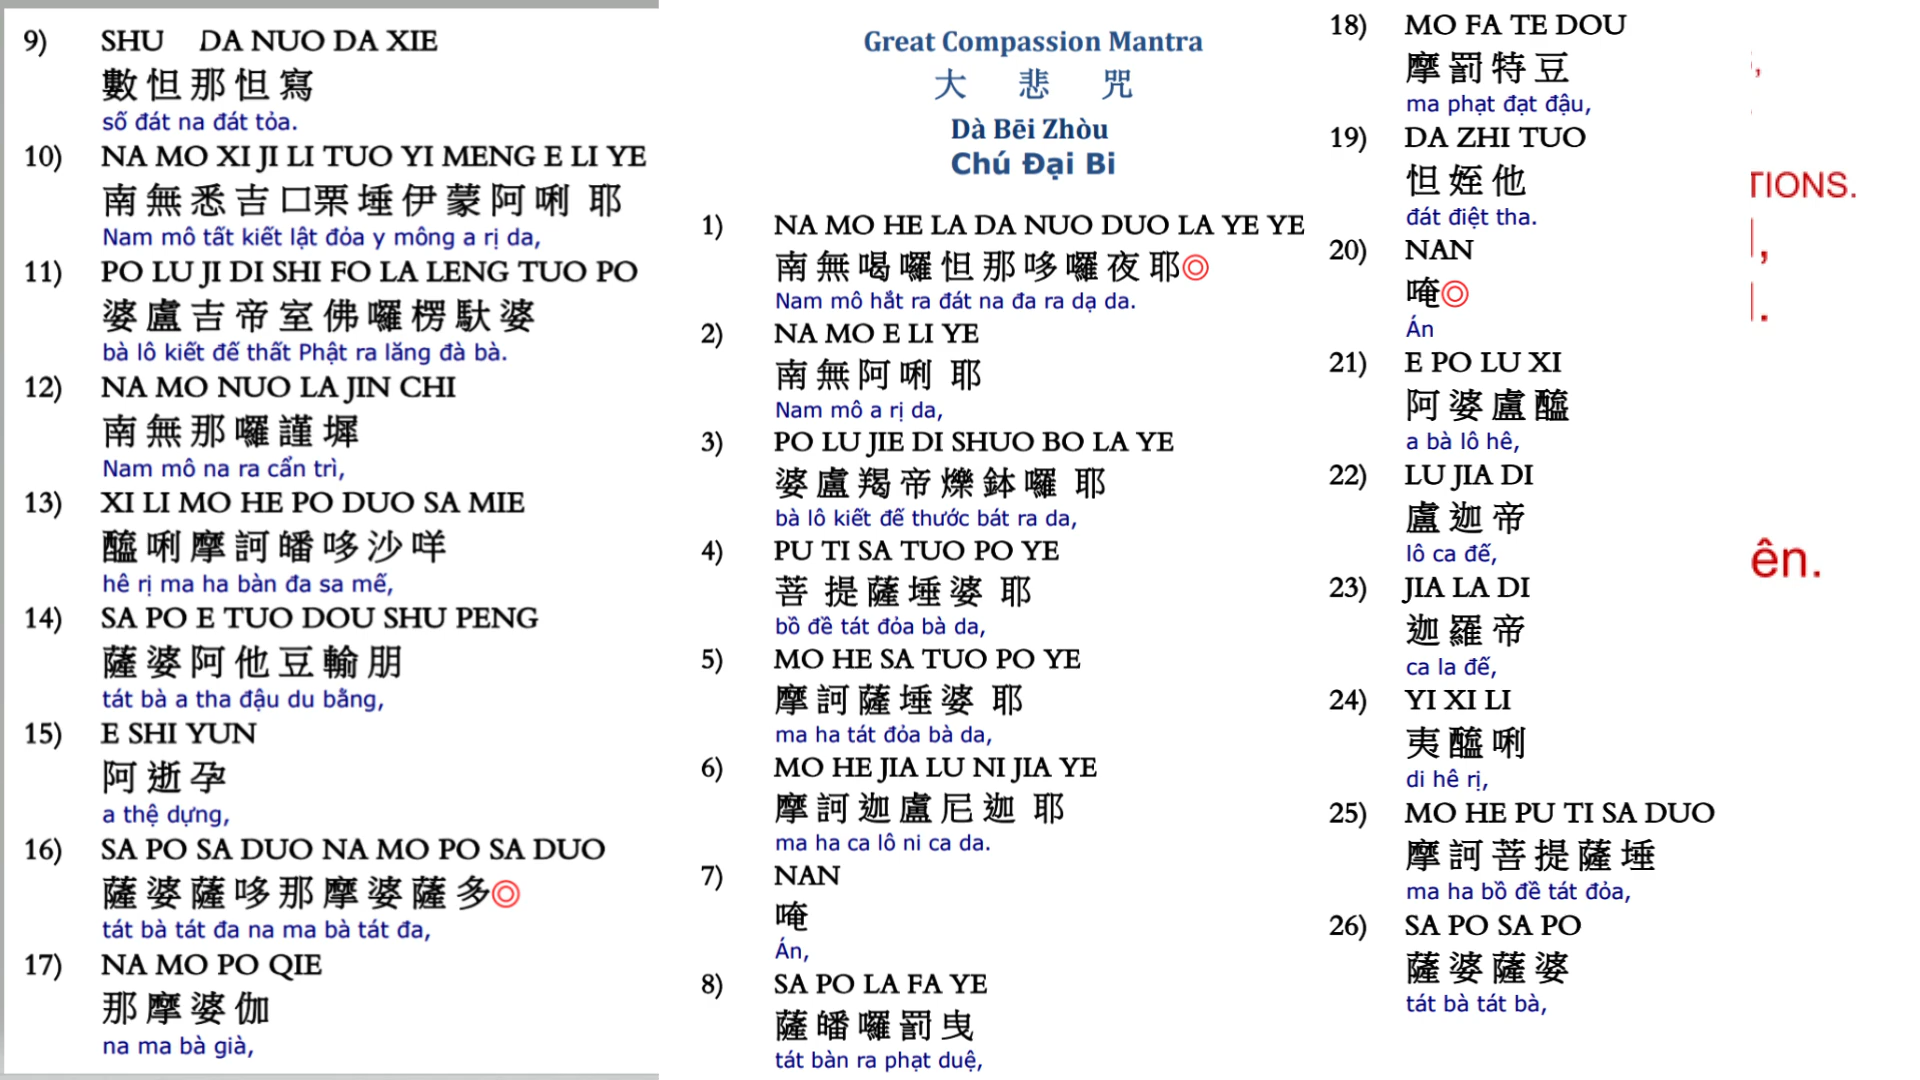 9) SHU DA NUO DA XIE
數 怛 那 怛 寫
số đát na đát tỏa.
10) NA MO XI JI LI TUO YI MENG E LI YE
南 無 悉 吉 口栗 埵 伊 蒙 阿 唎 耶
Nam mô tất kiết lật đỏa y mông a rị da,
11) PO LU JI DI SHI FO LA LENG TUO PO
婆 盧 吉 帝 室 佛 囉 楞 馱 婆
bà lô kiết đế thất Phật ra lăng đà bà.
12) NA MO NUO LA JIN CHI
南 無 那 囉 謹 墀
Nam mô na ra cẩn trì,
13) XI LI MO HE PO DUO SA MIE
醯 唎 摩 訶 皤 哆 沙 咩
hê rị ma ha bàn đa sa mế,
14) SA PO E TUO DOU SHU PENG
薩 婆 阿 他 豆 輸 朋
tát bà a tha đậu du bằng,
15) E SHI YUN
阿 逝 孕
a thệ dựng,
16) SA PO SA DUO NA MO PO SA DUO
薩 婆 薩 哆 那 摩 婆 薩 多◎
tát bà tát đa na ma bà tát đa,
17) NA MO PO QIE
那 摩 婆 伽
na ma bà già,
Great Compassion Mantra
大 悲 咒
Dà Bēi Zhòu
Chú Đại Bi
1) NA MO HE LA DA NUO DUO LA YE YE
南 無 喝 囉 怛 那 哆 囉 夜 耶◎
Nam mô hắt ra đát na đa ra dạ da.
2) NA MO E LI YE
南 無 阿 唎 耶
Nam mô a rị da,
3) PO LU JIE DI SHUO BO LA YE
婆 盧 羯 帝 爍 鉢 囉 耶
bà lô kiết đế thước bát ra da,
4) PU TI SA TUO PO YE
菩 提 薩 埵 婆 耶
bồ đề tát đỏa bà da,
5) MO HE SA TUO PO YE
摩 訶 薩 埵 婆 耶
ma ha tát đỏa bà da,
6) MO HE JIA LU NI JIA YE
摩 訶 迦 盧 尼 迦 耶
ma ha ca lô ni ca da.
7) NAN
唵
Án,
8) SA PO LA FA YE
薩 皤 囉 罰 曳
tát bàn ra phạt duệ,
18) MO FA TE DOU
摩 罰 特 豆
ma phạt đạt đậu,
19) DA ZHI TUO
怛 姪 他
đát điệt tha.
20) NAN
唵◎
Án
21) E PO LU XI
阿 婆 盧 醯
a bà lô hê,
22) LU JIA DI
盧 迦 帝
lô ca đế,
23) JIA LA DI
迦 羅 帝
ca la đế,
24) YI XI LI
夷 醯 唎
di hê rị,
25) MO HE PU TI SA DUO
摩 訶 菩 提 薩 埵
ma ha bồ đề tát đỏa,
26) SA PO SA PO
薩 婆 薩 婆
tát bà tát bà,
TIONS.
ên.